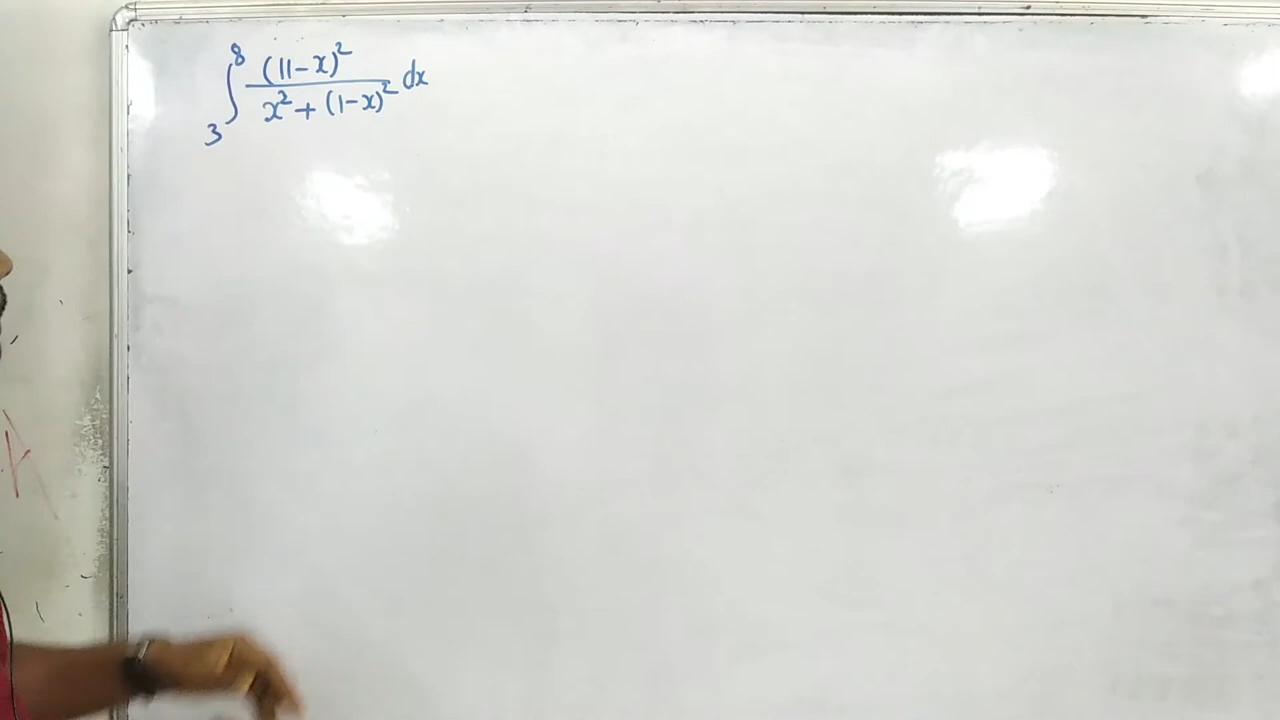 ∫₃⁸ (11-x)² / x² + (1-x)² dx